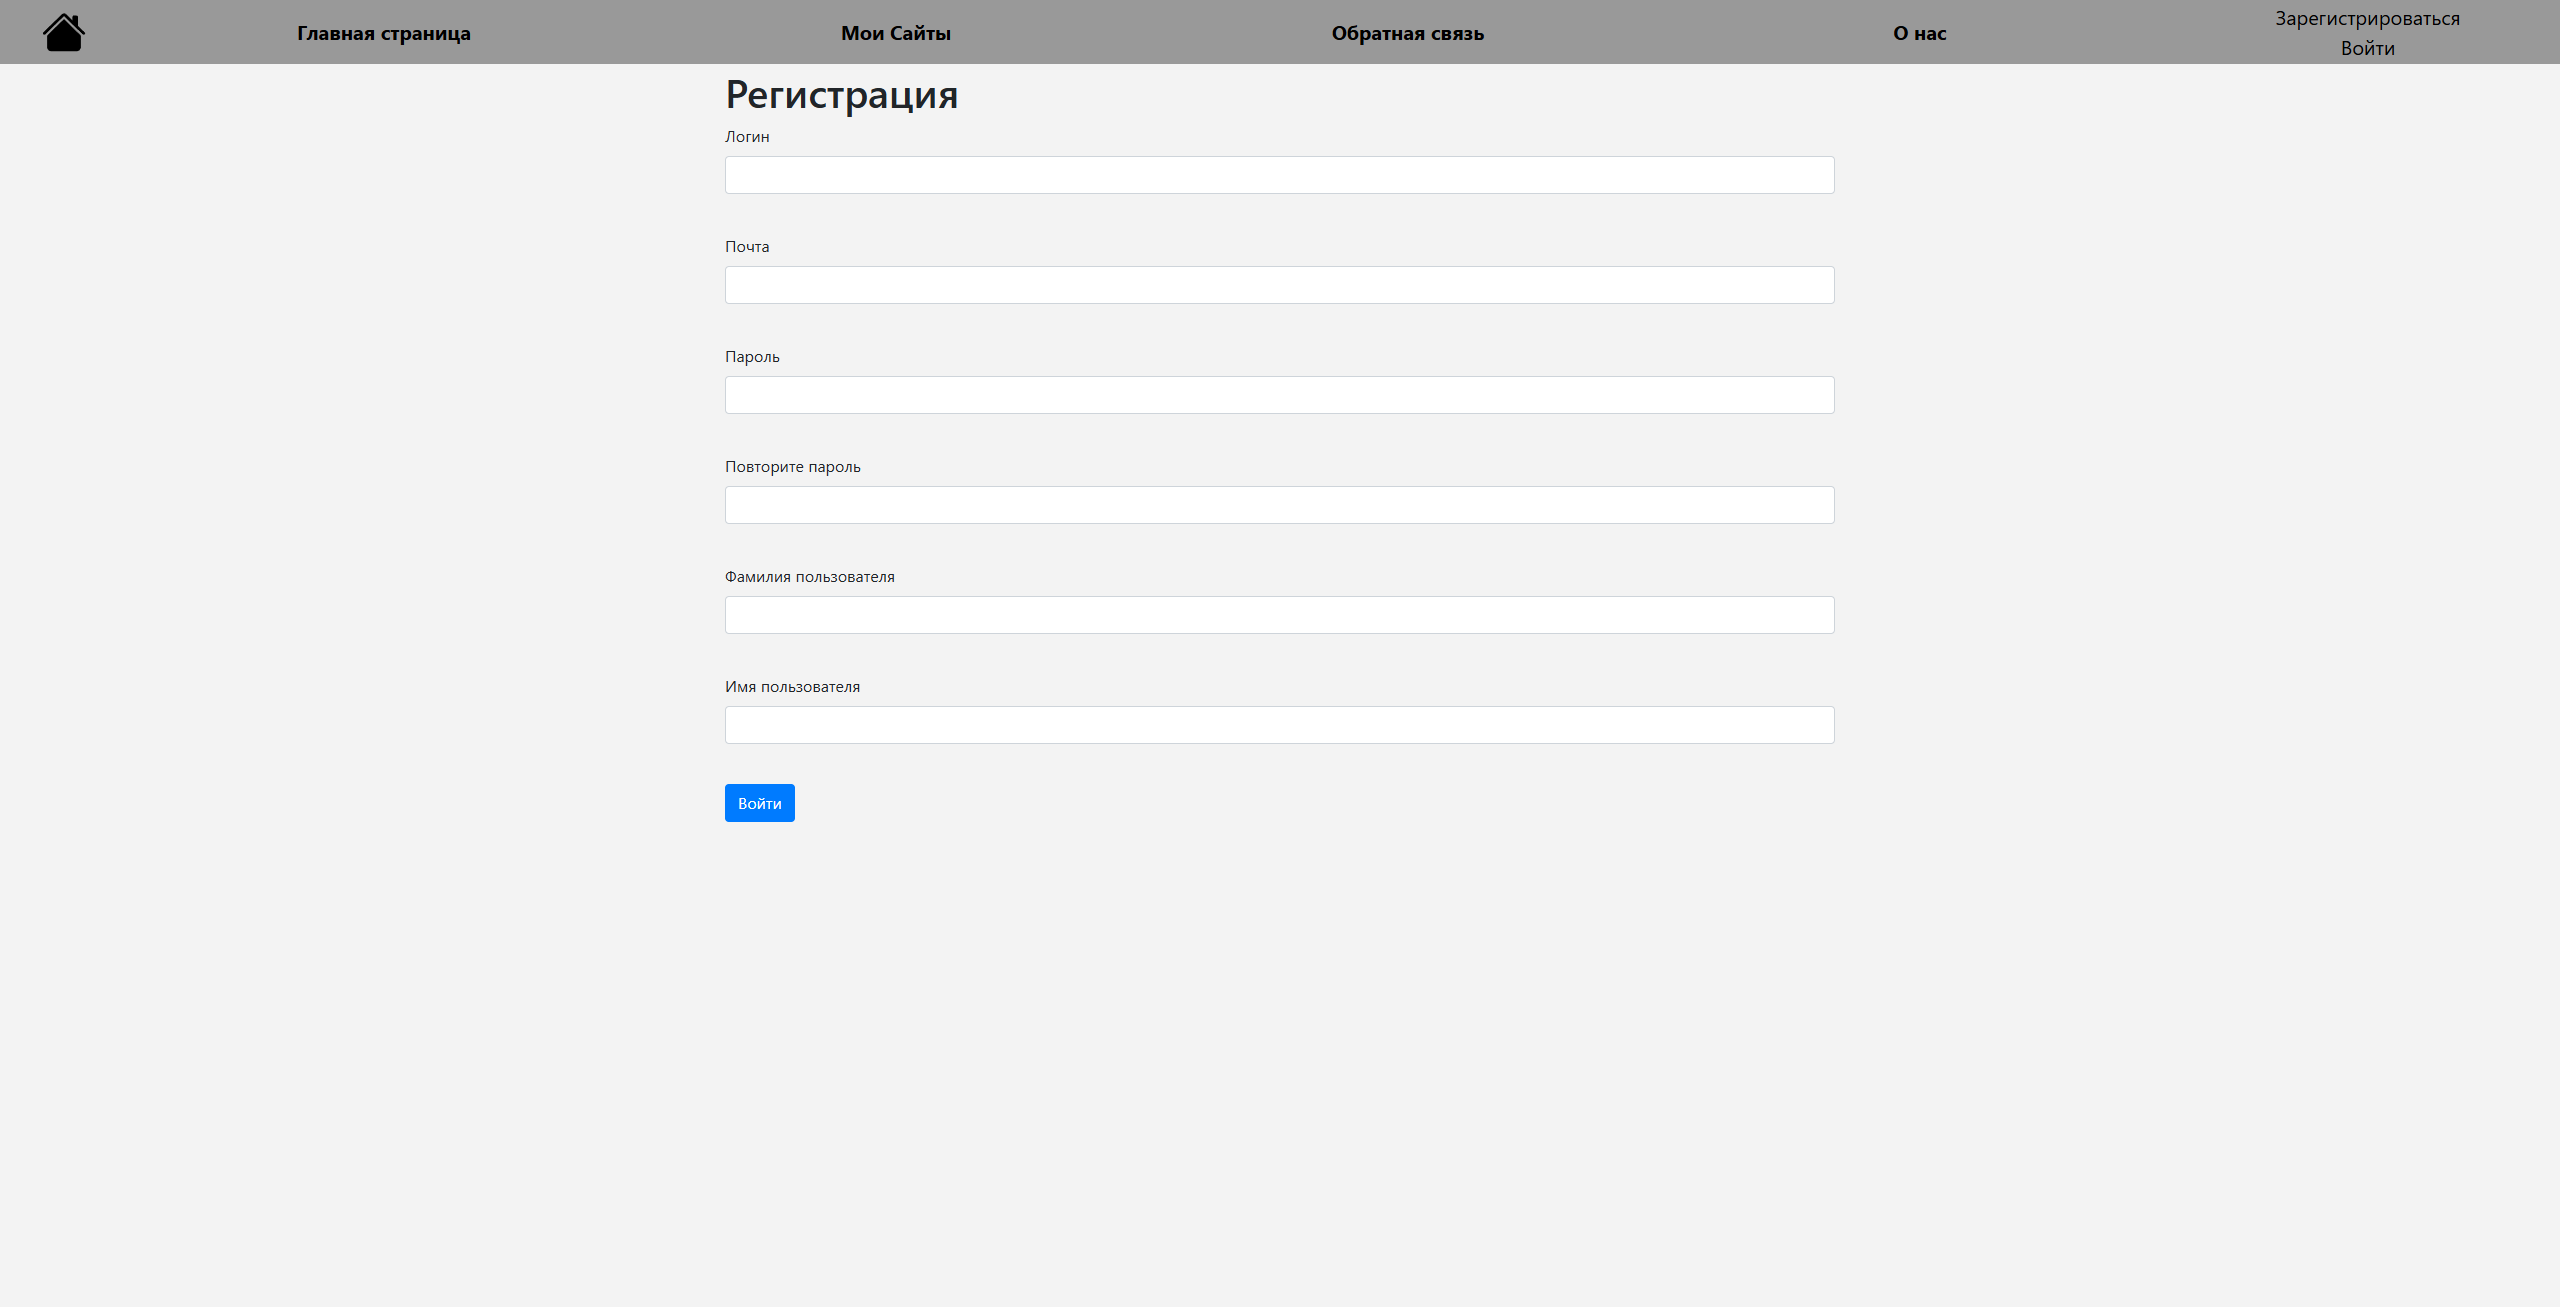 Главная страница
Мои Сайты
Обратная связь
О нас
Зарегистрироваться
Войти
Регистрация
Логин
Почта
Пароль
Повторите пароль
Фамилия пользователя
Имя пользователя
Войти